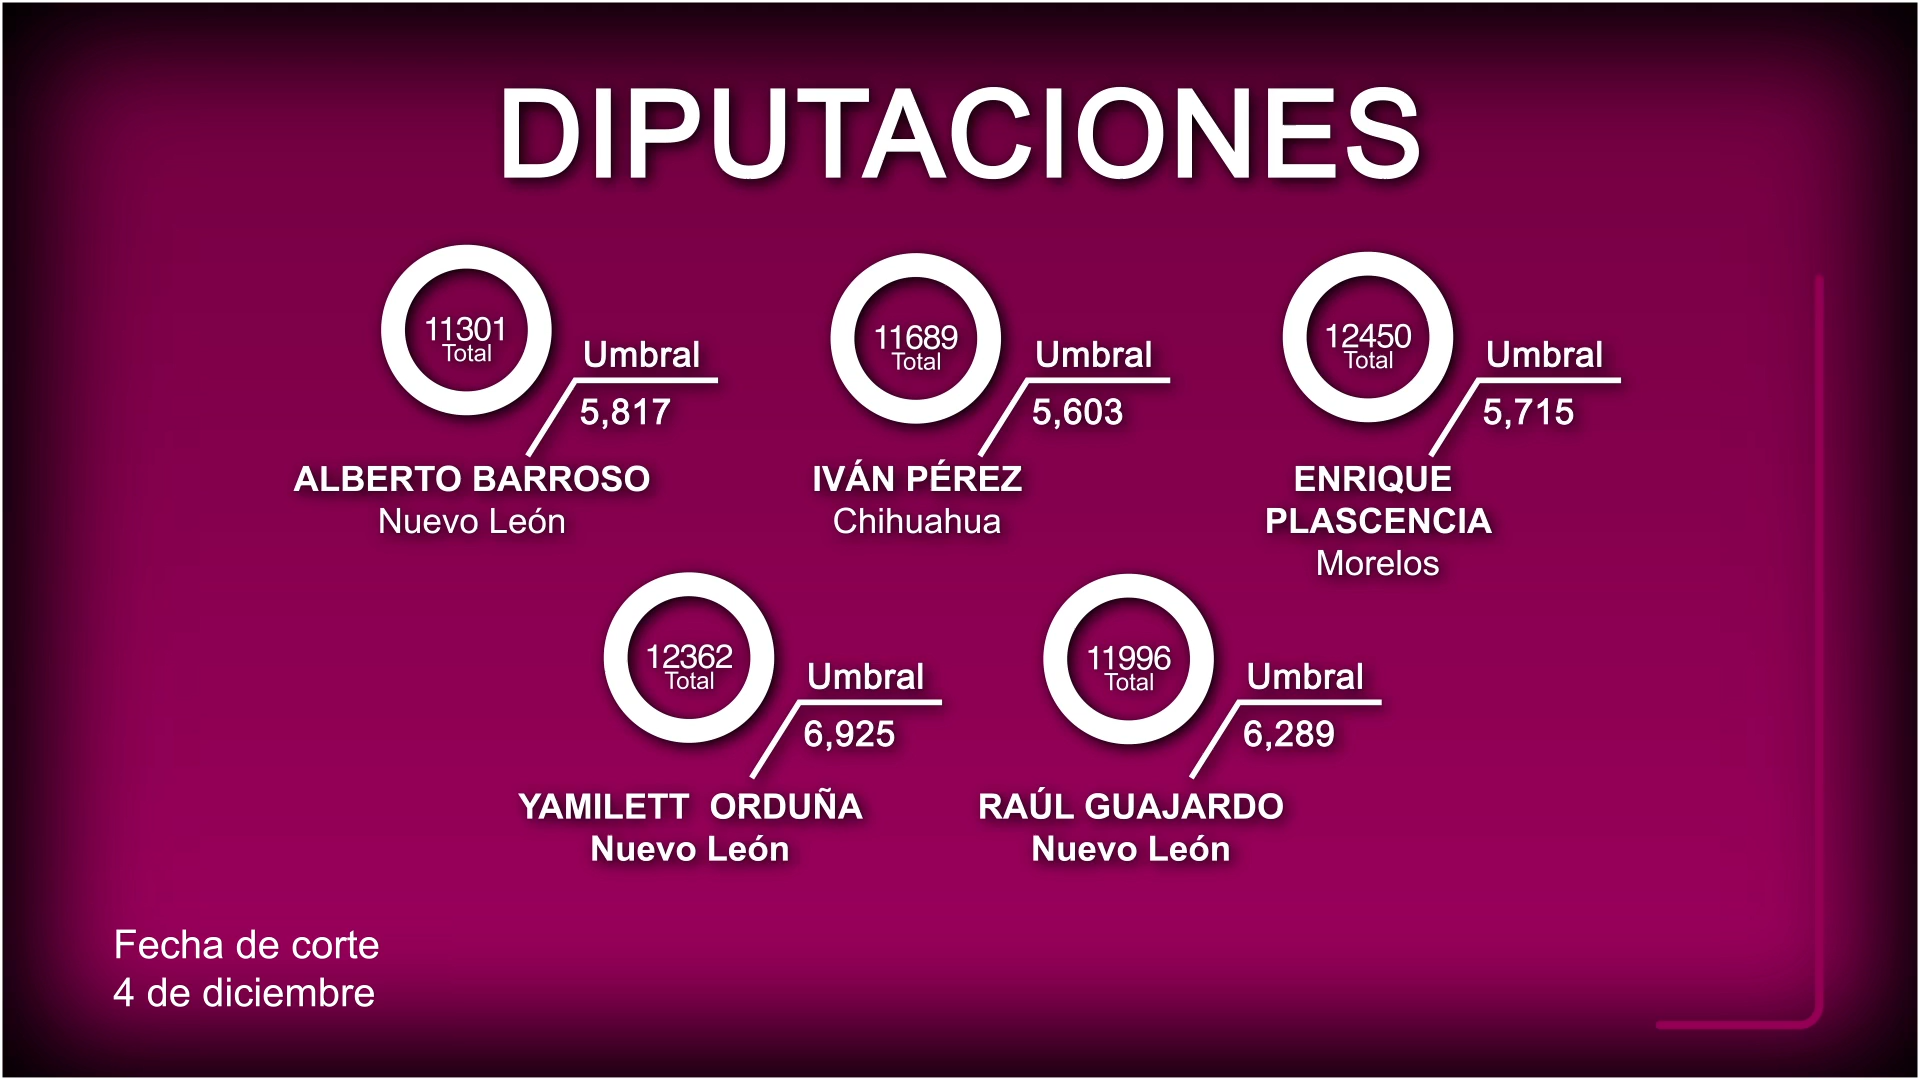 DIPUTACIONES
11301
Total
Umbral
5,817
ALBERTO BARROSO
Nuevo León
11689
Total
Umbral
5,603
IVÁN PÉREZ
Chihuahua
12450
Total
Umbral
5,715
ENRIQUE
PLASCENCIA
Morelos
12362
Total
Umbral
6,925
YAMILETT  ORDUÑA
Nuevo León
11996
Total
Umbral
6,289
RAÚL GUAJARDO
Nuevo León
Fecha de corte
4 de diciembre